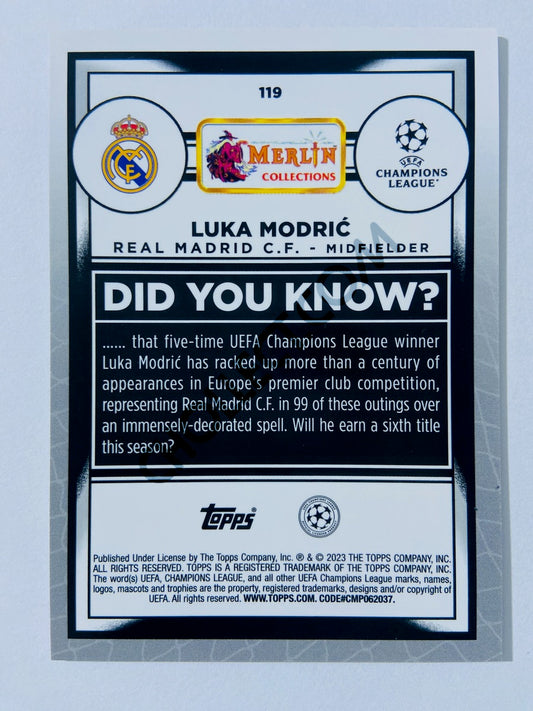 119
MERLIN
COLLECTIONS
UEFA
CHAMPIONS
LEAGUE
LUKA MODRIĆ
REAL MADRID C.F. - MIDFIELDER
DID YOU KNOW?
...... that five-time UEFA Champions League winner
Luka Modrić has racked up more than a century of
appearances in Europe's premier club competition,
representing Real Madrid C.F. in 99 of these outings over
an immensely-decorated spell. Will he earn a sixth title
this season?
topps
Published Under License by The Topps Company, Inc. ® & © 2023 THE TOPPS COMPANY, INC.
ALL RIGHTS RESERVED. TOPPS IS A REGISTERED TRADEMARK OF THE TOPPS COMPANY, INC.
The word(s) UEFA, CHAMPIONS LEAGUE, and all other UEFA Champions League marks, names,
logos, mascots and trophies are the property, registered trademarks, designs and/or copyright of
UEFA. All rights reserved. WWW.TOPPS.COM. CODE#CMP062037.